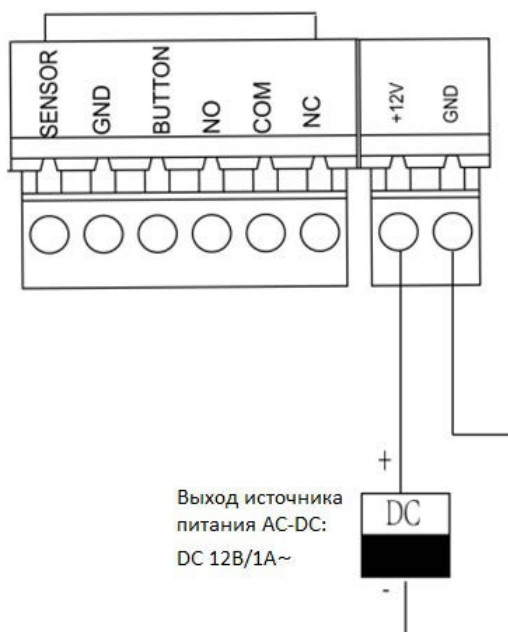 SENSOR
GND
BUTTON
NO
COM
NC
+12V
GND
+
Выход источника
питания AC-DC:
DC 12В/1А~
DC
-